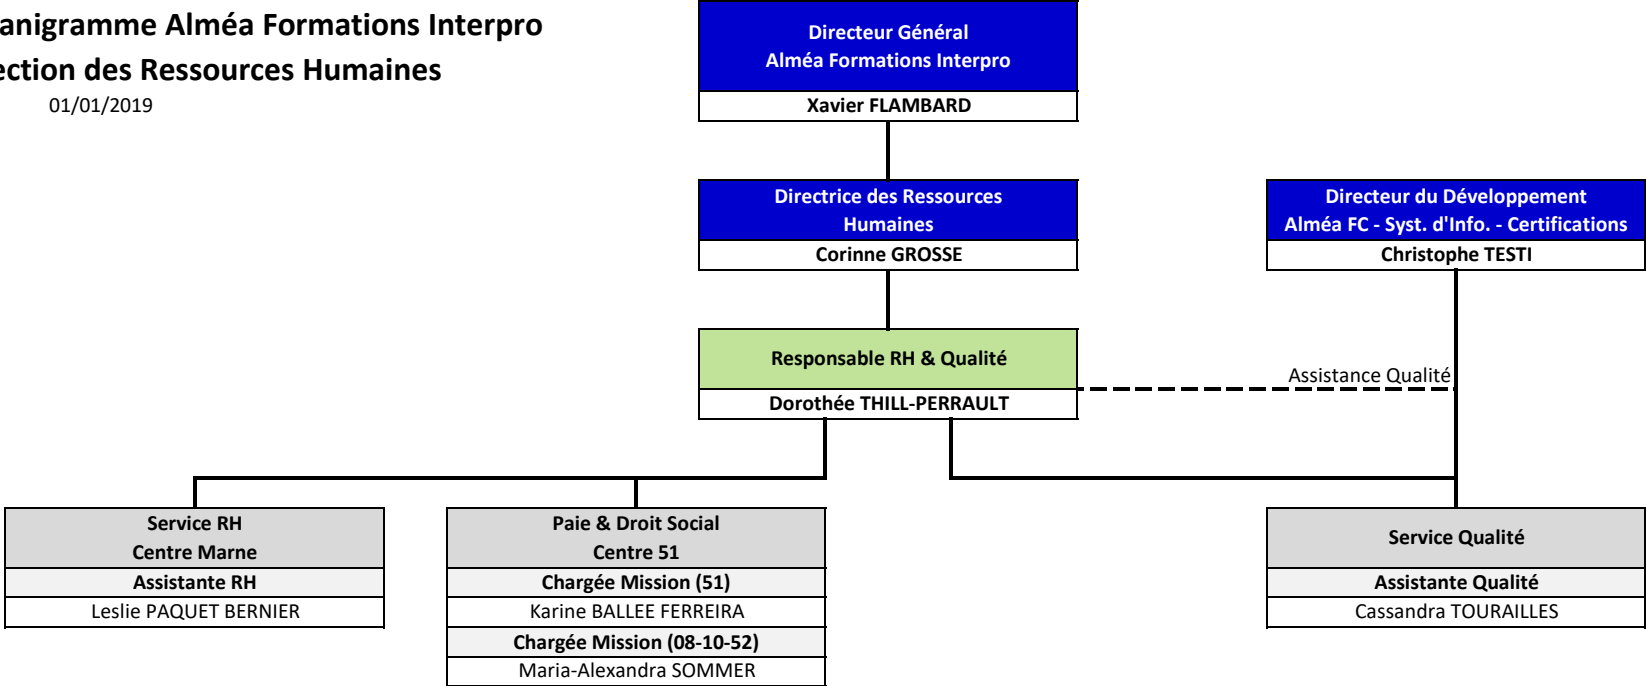 anigramme Alméa Formations Interpro
ection des Ressources Humaines
01/01/2019
Directeur Général
Alméa Formations Interpro
Xavier FLAMBARD
Directrice des Ressources
Humaines
Corinne GROSSE
Directeur du Développement
Alméa FC - Syst. d'Info. - Certifications
Christophe TESTI
Responsable RH & Qualité
Dorothée THILL-PERRAULT
Assistance Qualité
Service RH
Centre Marne
Assistante RH
Leslie PAQUET BERNIER
Paie & Droit Social
Centre 51
Chargée Mission (51)
Karine BALLEE FERREIRA
Chargée Mission (08-10-52)
Maria-Alexandra SOMMER
Service Qualité
Assistante Qualité
Cassandra TOURAILLES